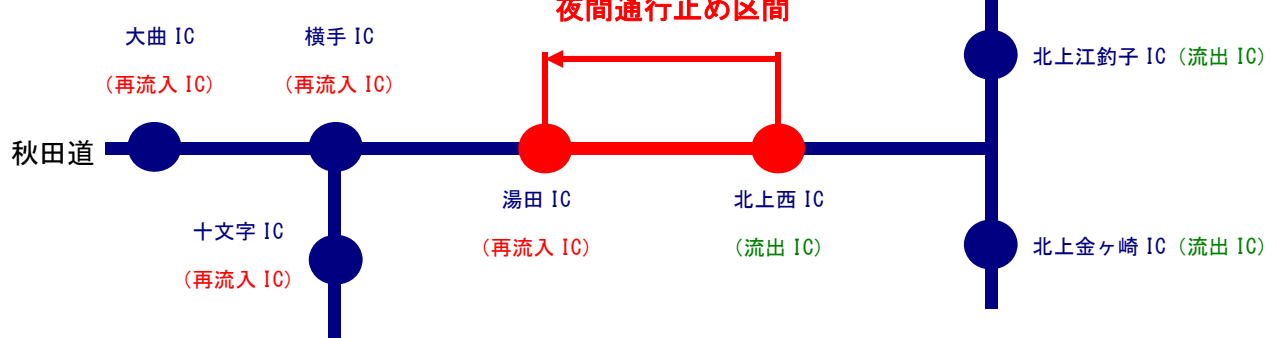 夜間通行止め区間
大曲 IC
(再流入 IC)
横手 IC
(再流入 IC)
北上江釣子 IC (流出 IC)
秋田道
湯田 IC
(再流入 IC)
北上西 IC
(流出 IC)
十文字 IC
(再流入 IC)
北上金ヶ崎 IC (流出 IC)